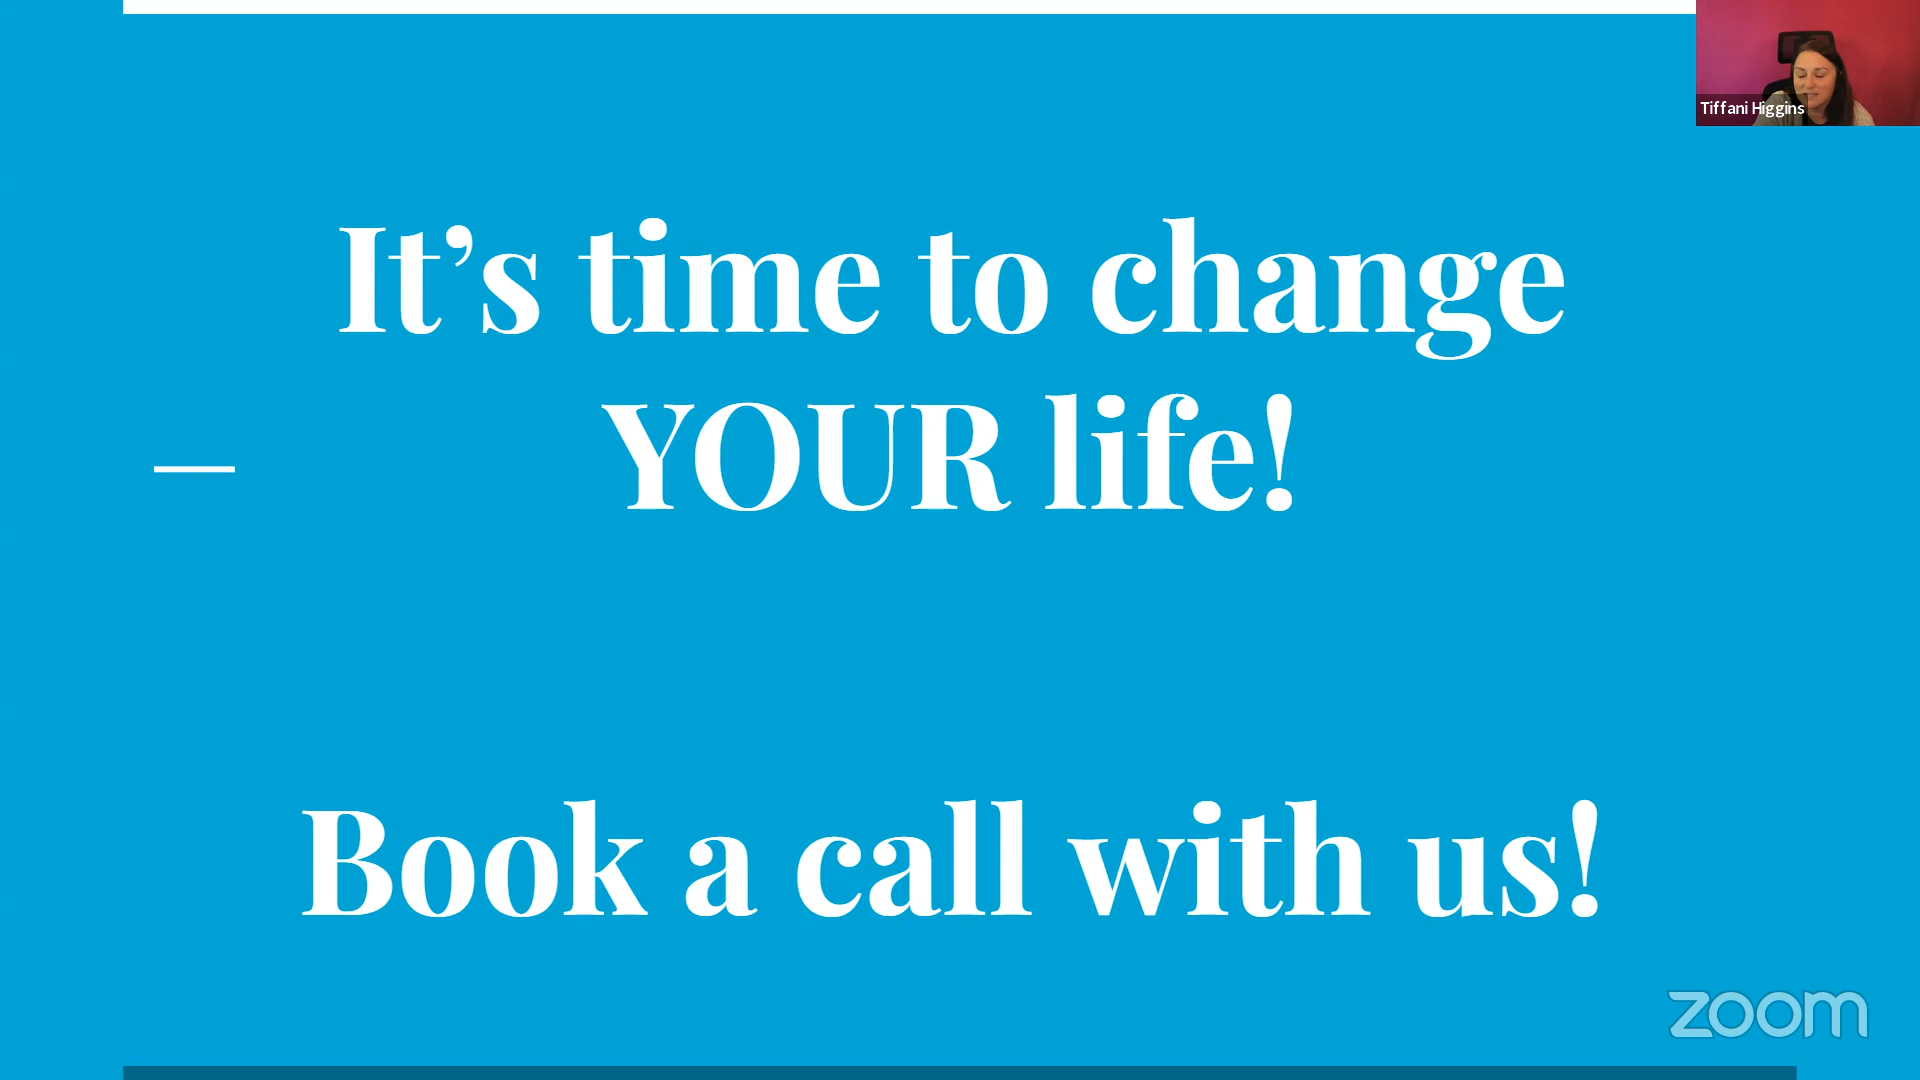 Tiffani Higgins
It’s time to change
YOUR life!
Book a call with us!
zoom